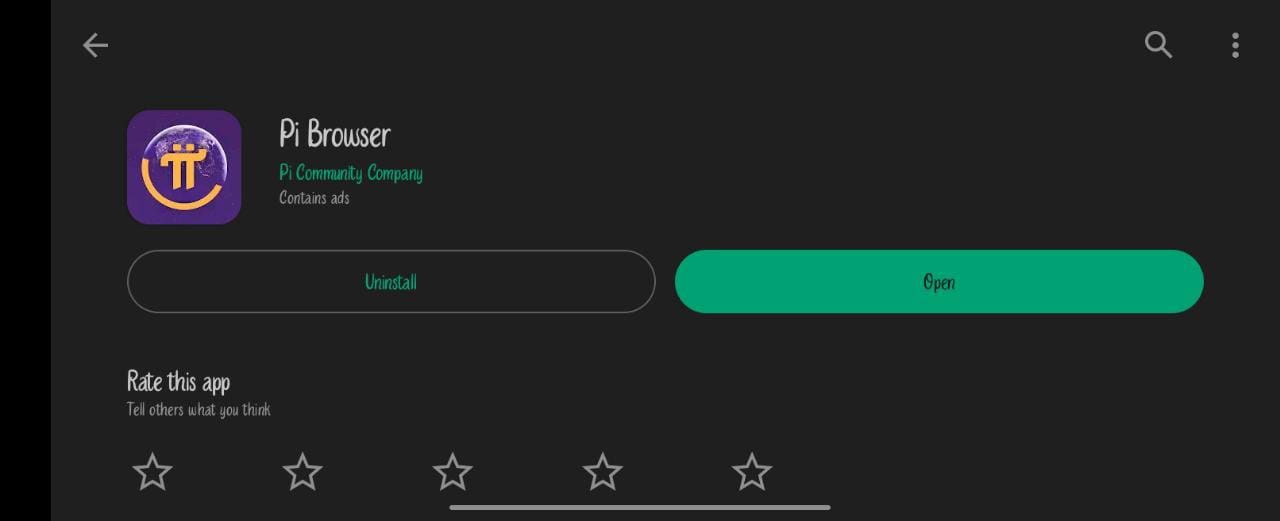 Pi Browser
Pi Community Company
Contains ads
Uninstall
Open
Rate this app
Tell others what you think